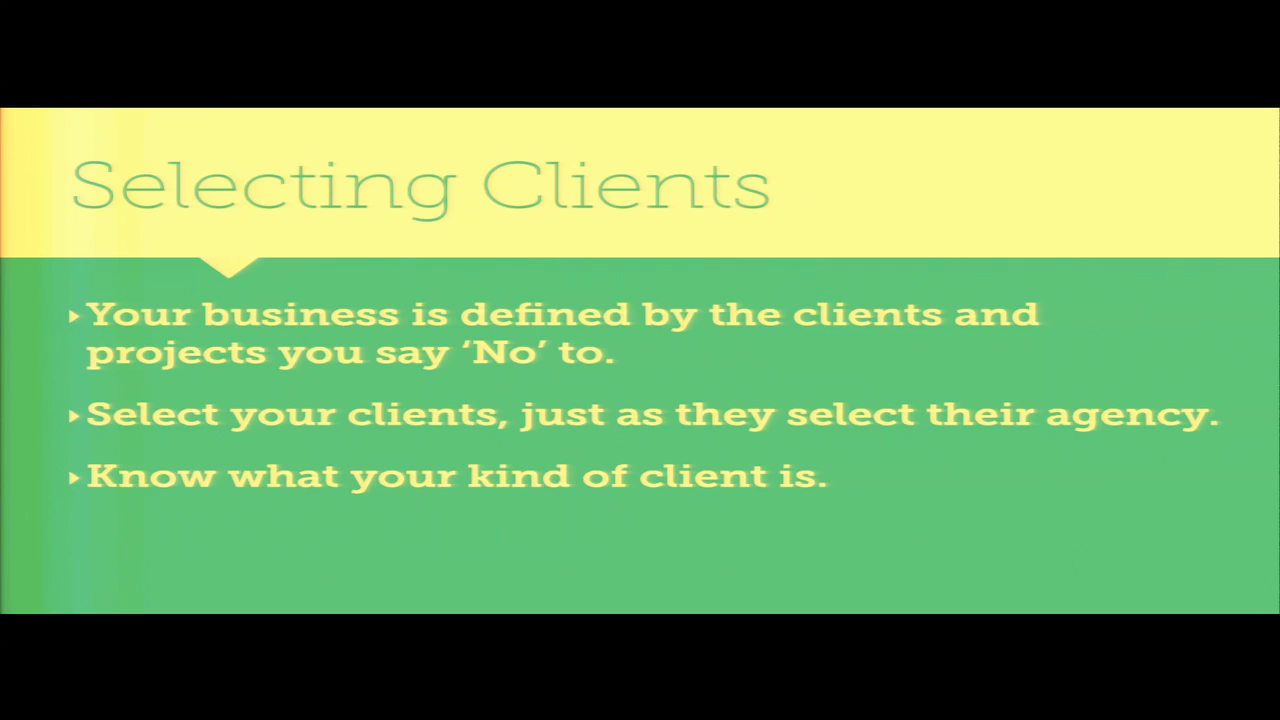 Selecting Clients
Your business is defined by the clients and
projects you say ‘No’ to.
Select your clients, just as they select their agency.
Know what your kind of client is.